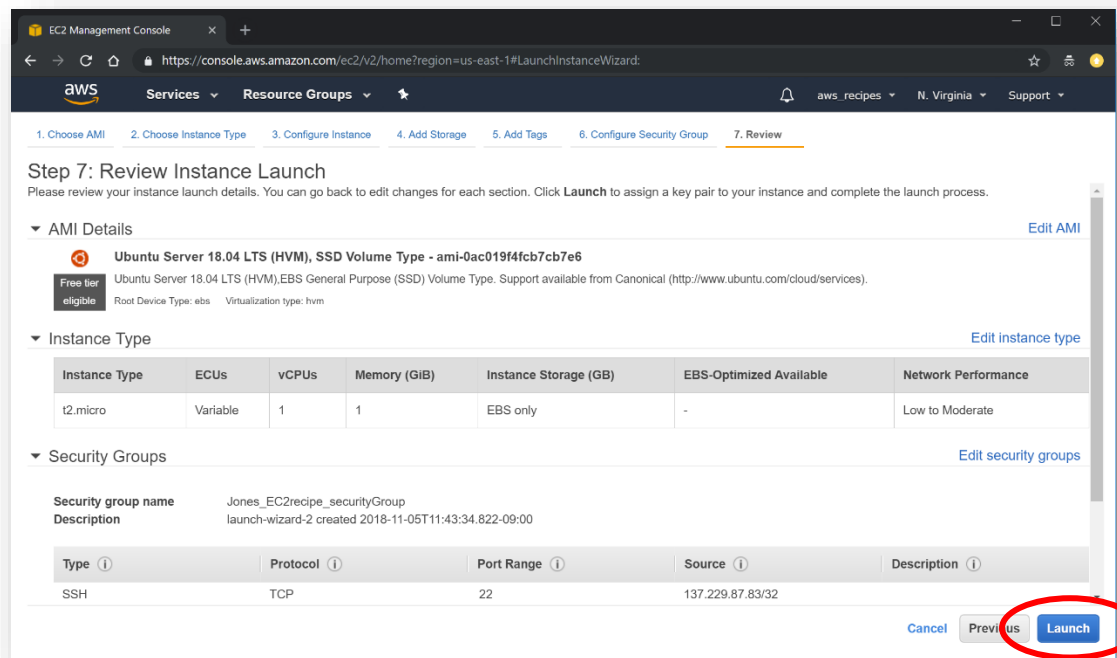 EC2 Management Console
https://console.aws.amazon.com/ec2/v2/home?region=us-east-1#LaunchInstanceWizard:
aws Services Resource Groups aws_recipes N. Virginia Support
1. Choose AMI 2. Choose Instance Type 3. Configure Instance 4. Add Storage 5. Add Tags 6. Configure Security Group 7. Review
Step 7: Review Instance Launch
Please review your instance launch details. You can go back to edit changes for each section. Click Launch to assign a key pair to your instance and complete the launch process.
AMI Details Edit AMI
Ubuntu Server 18.04 LTS (HVM), SSD Volume Type - ami-0ac019f4fcb7cb7e6
Free tier eligible
Ubuntu Server 18.04 LTS (HVM),EBS General Purpose (SSD) Volume Type. Support available from Canonical (http://www.ubuntu.com/cloud/services).
Root Device Type: ebs Virtualization type: hvm
Instance Type Edit instance type
Instance Type ECUs vCPUs Memory (GiB) Instance Storage (GB) EBS-Optimized Available Network Performance
t2.micro Variable 1 1 EBS only - Low to Moderate
Security Groups Edit security groups
Security group name Jones_EC2recipe_securityGroup
Description launch-wizard-2 created 2018-11-05T11:43:34.822-09:00
Type Protocol Port Range Source Description
SSH TCP 22 137.229.87.83/32
Cancel Previous Launch